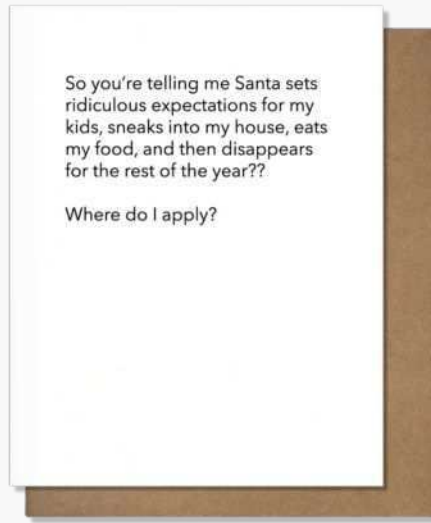 So you're telling me Santa sets
ridiculous expectations for my
kids, sneaks into my house, eats
my food, and then disappears
for the rest of the year??
Where do I apply?